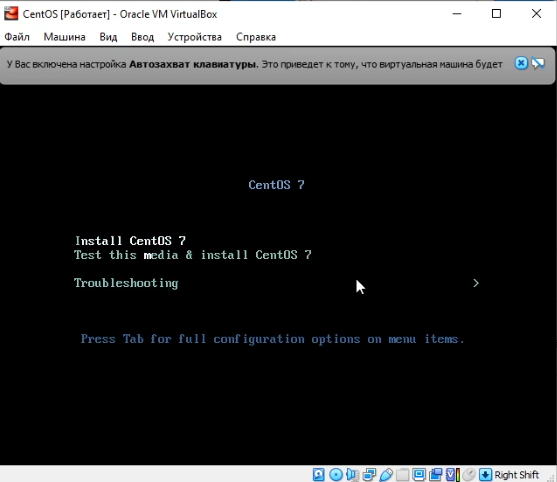 CentOS [Работает] - Oracle VM VirtualBox
Файл Машина Вид Ввод Устройства Справка
У Вас включена настройка Автозахват клавиатуры. Это приведет к тому, что виртуальная машина будет
CentOS 7
Install CentOS 7
Test this media & install CentOS 7
Troubleshooting >
Press Tab for full configuration options on menu items.
Right Shift